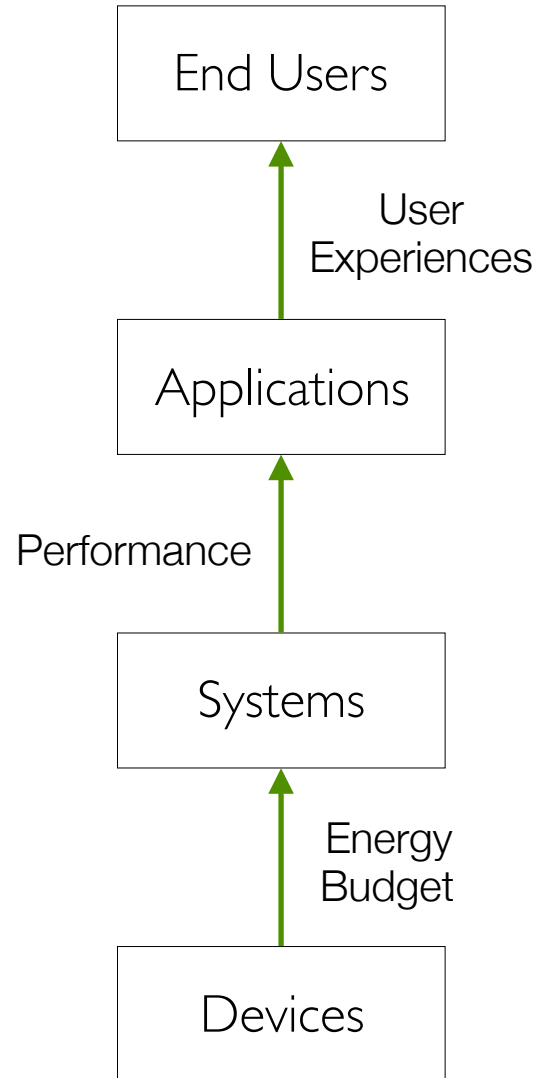 End Users
User
Experiences
Applications
Performance
Systems
Energy
Budget
Devices